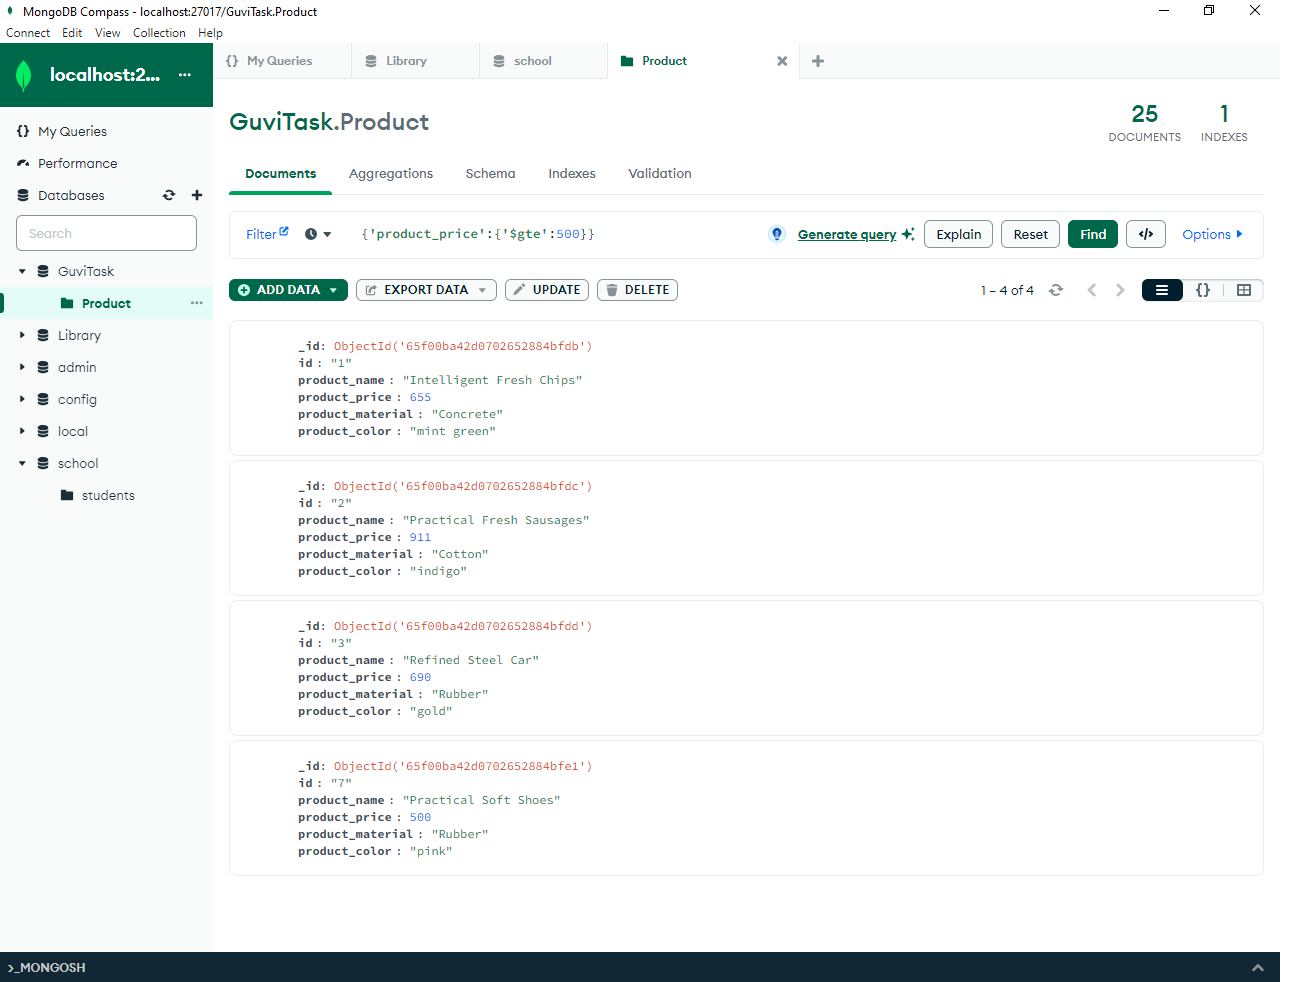 MongoDB Compass - localhost:27017/GuviTask.Product
Connect Edit View Collection Help
localhost:2... ...
My Queries
Library
school
Product
{} My Queries
Performance
Databases
Search
GuviTask
Product ...
Library
admin
config
local
school
students
GuviTask.Product
25
DOCUMENTS
1
INDEXES
Documents Aggregations Schema Indexes Validation
Filter {'product_price':{'$gte':500}} Generate query Explain Reset Find </> Options
ADD DATA EXPORT DATA UPDATE DELETE 1 – 4 of 4 {}
_id: ObjectId('65f00ba42d0702652884bfdb')
id : "1"
product_name : "Intelligent Fresh Chips"
product_price : 655
product_material : "Concrete"
product_color : "mint green"
_id: ObjectId('65f00ba42d0702652884bfdc')
id : "2"
product_name : "Practical Fresh Sausages"
product_price : 911
product_material : "Cotton"
product_color : "indigo"
_id: ObjectId('65f00ba42d0702652884bfdd')
id : "3"
product_name : "Refined Steel Car"
product_price : 690
product_material : "Rubber"
product_color : "gold"
_id: ObjectId('65f00ba42d0702652884bfe1')
id : "7"
product_name : "Practical Soft Shoes"
product_price : 500
product_material : "Rubber"
product_color : "pink"
>_MONGOSH